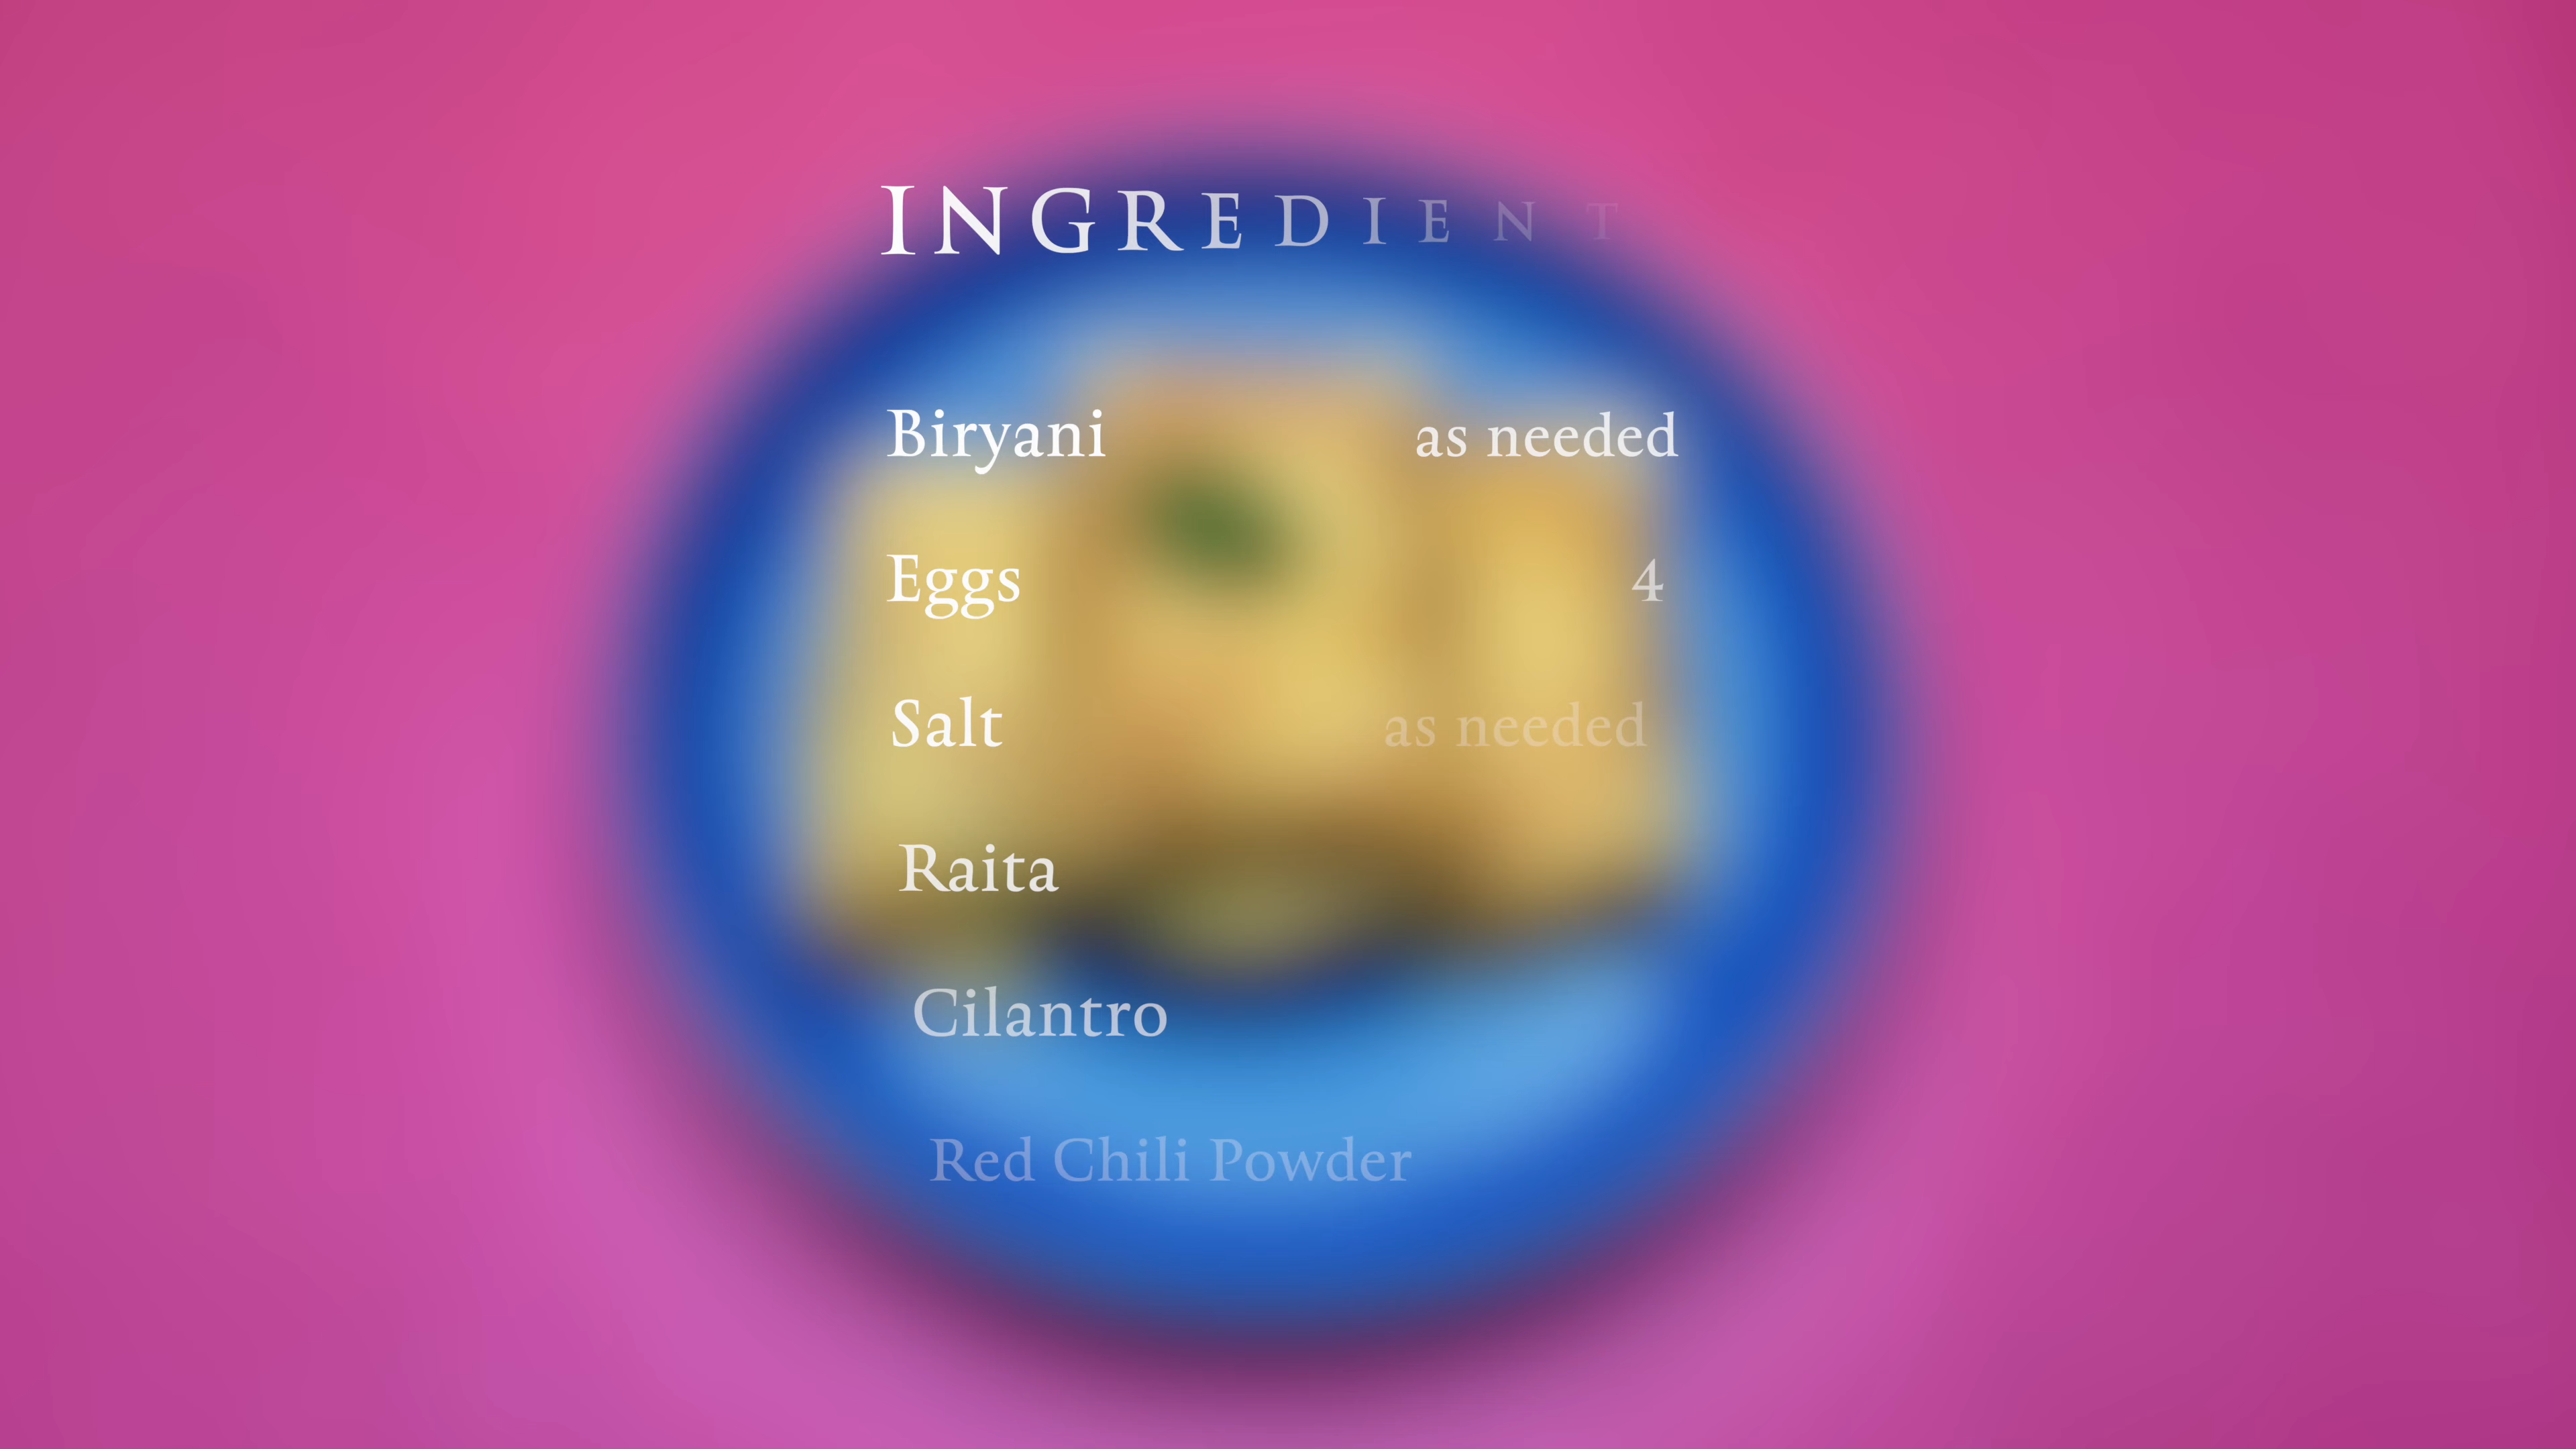 INGREDIENT
Biryani as needed
Eggs 4
Salt as needed
Raita
Cilantro
Red Chili Powder